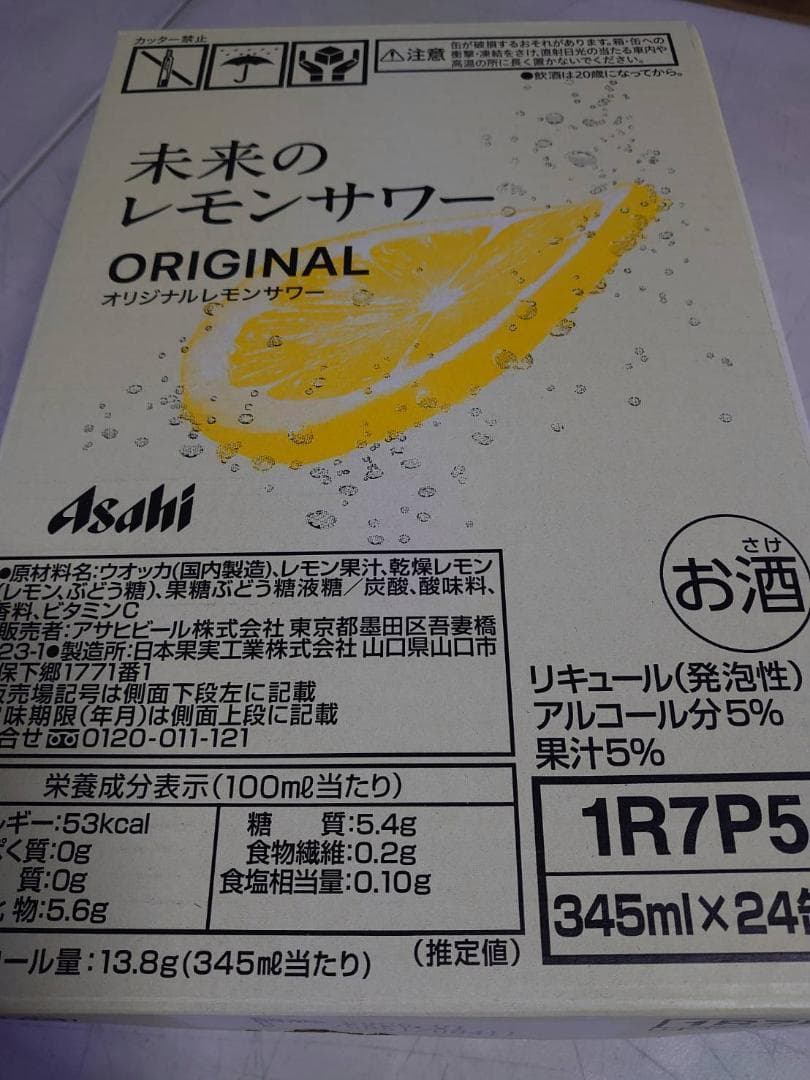 カッター禁止
⚠注意
缶が破損するおそれがあります。箱・缶への
衝撃・凍結をさけ、直射日光の当たる車内や
高温の所に長く置かないでください。
●飲酒は20歳になってから。
未来の
レモンサワー
ORIGINAL
オリジナルレモンサワー
Asahi
さけ
お酒
●原材料名:ウオッカ(国内製造)、レモン果汁、乾燥レモン
(レモン、ぶどう糖)、果糖ぶどう糖液糖/炭酸、酸味料、
香料、ビタミンC
販売者:アサヒビール株式会社 東京都墨田区吾妻橋
23-1●製造所:日本果実工業株式会社 山口県山口市
保下郷1771番1
売場記号は側面下段左に記載
味期限(年月)は側面上段に記載
合せ 0120-011-121
リキュール(発泡性)
アルコール分5%
果汁5%
栄養成分表示(100mℓ当たり)
ギー:53kcal
く質:0g
質:0g
物:5.6g
糖 質:5.4g
食物繊維:0.2g
食塩相当量:0.10g
ール量:13.8g(345mℓ当たり)
(推定値)
1R7P5
345ml×24缶